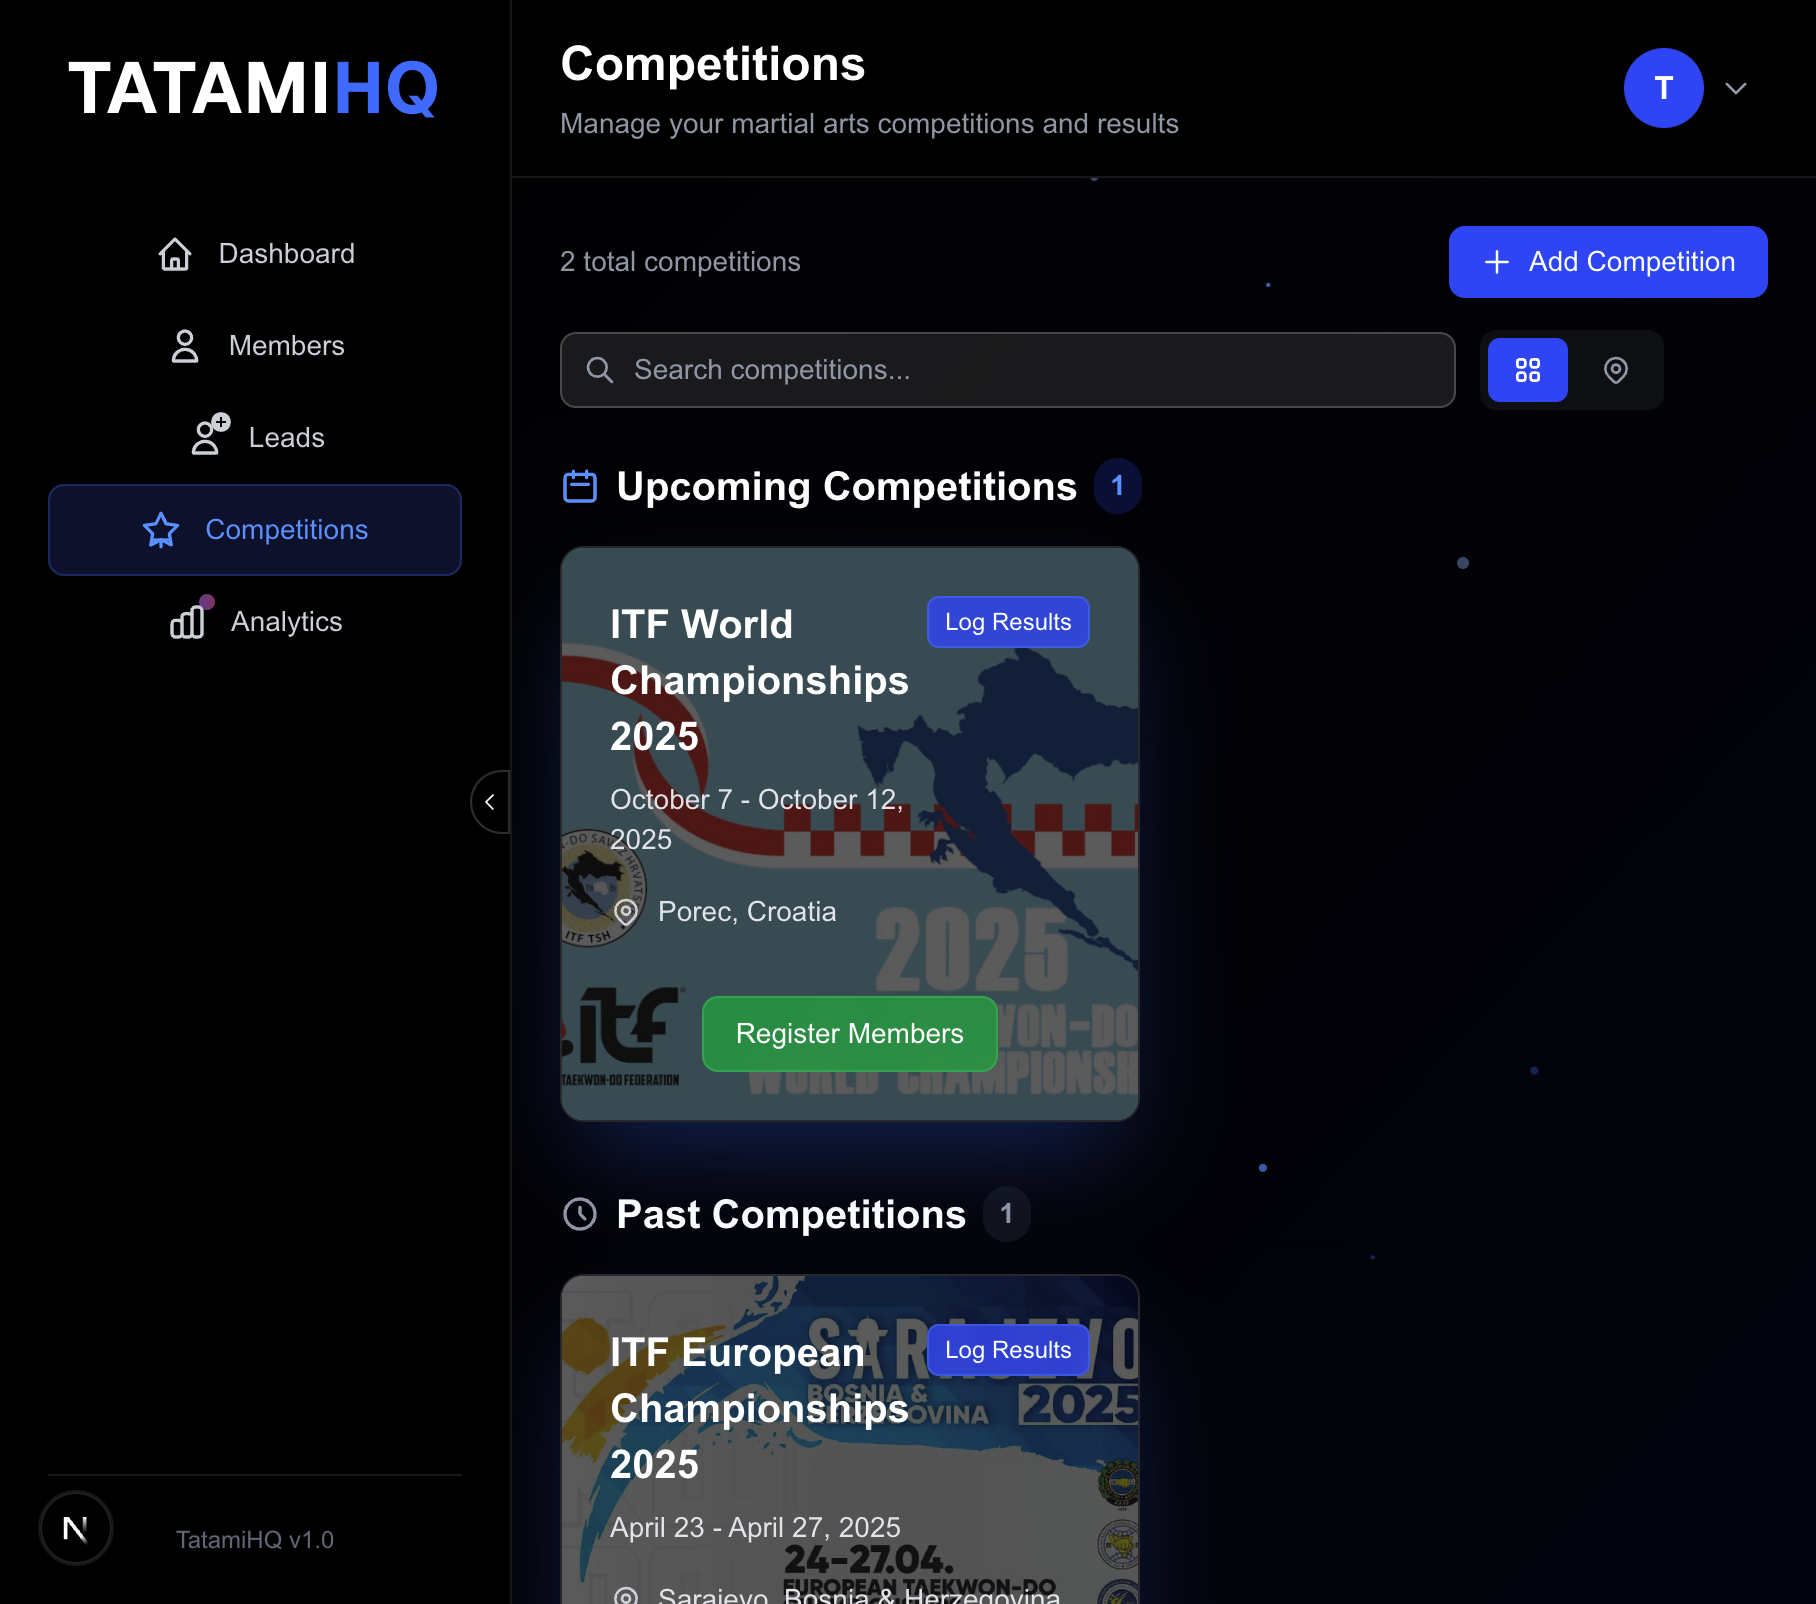 TATAMIHQ
Dashboard
Members
Leads
Competitions
Analytics
N
TatamiHQ v1.0
Competitions
Manage your martial arts competitions and results
T
2 total competitions
Add Competition
Search competitions...
Upcoming Competitions 1
ITF World
Championships
2025
Log Results
October 7 - October 12,
2025
Porec, Croatia
ITF TSH
2025
itf
TAEKWON-DO FEDERATION
WORLD CHAMPIONSH
Register Members
Past Competitions 1
ITF European
Championships
2025
Log Results
BOSNIA &
2025
April 23 - April 27, 2025
24-27.04.
EUROPEAN TAEKWON-DO
Sarajevo, Bosnia & Herzegovina